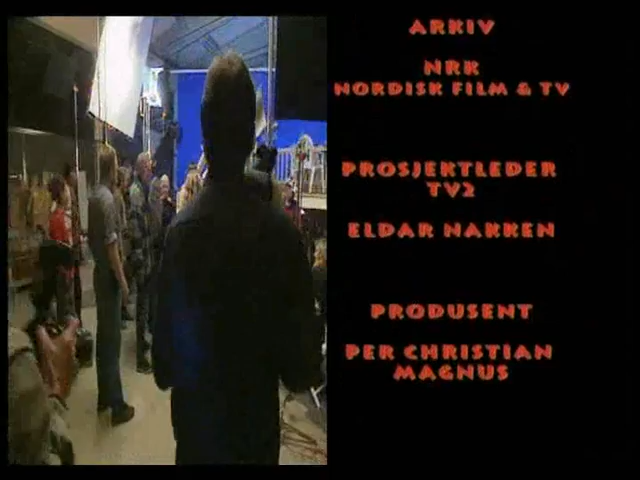 ARKIV
NRK
NORDISK FILM & TV
PROSJEKTLEDER
TV2
ELDAR NAKKEN
PRODUSENT
PER CHRISTIAN
MAGNUS